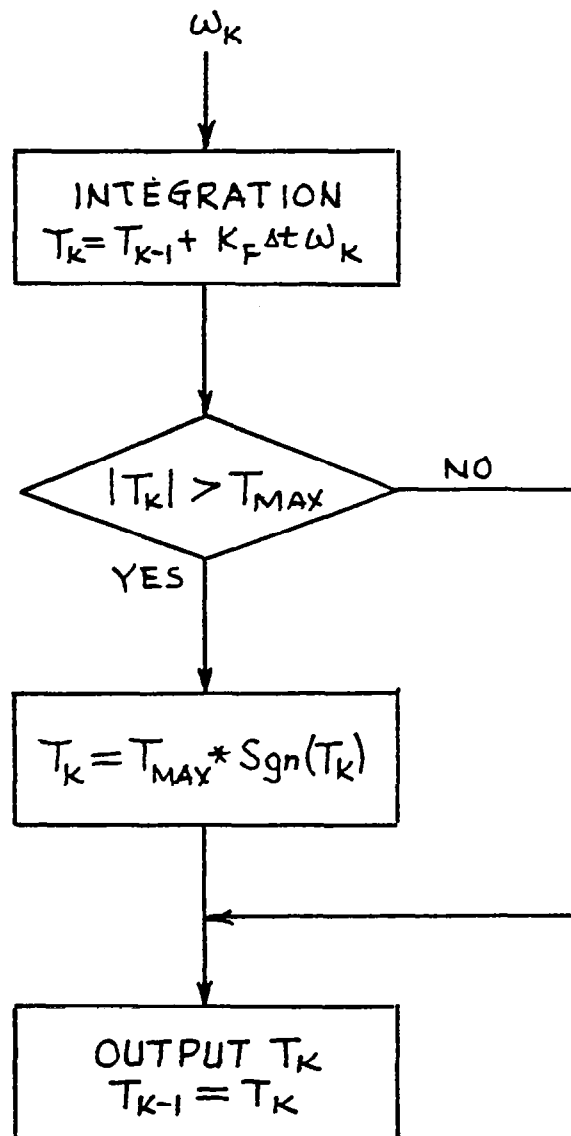 ωK
INTEGRATION
TK = TK-1 + KF Δt ωK
|TK| > TMAX
NO
YES
TK = TMAX * Sgn(TK)
OUTPUT TK
TK-1 = TK